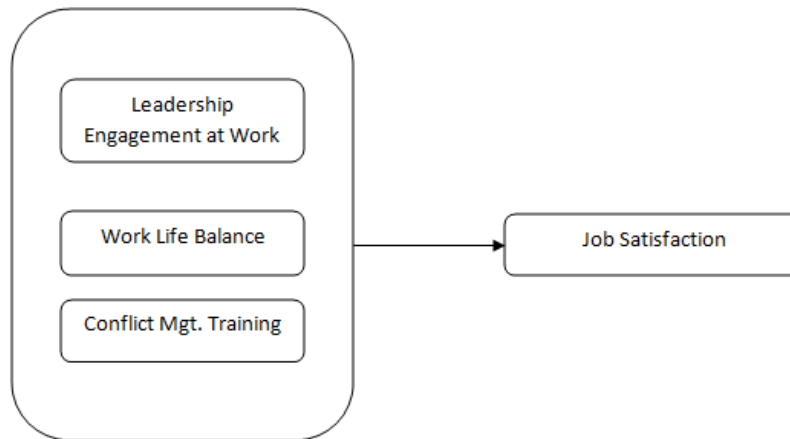 Leadership
Engagement at Work
Work Life Balance
Job Satisfaction
Conflict Mgt. Training